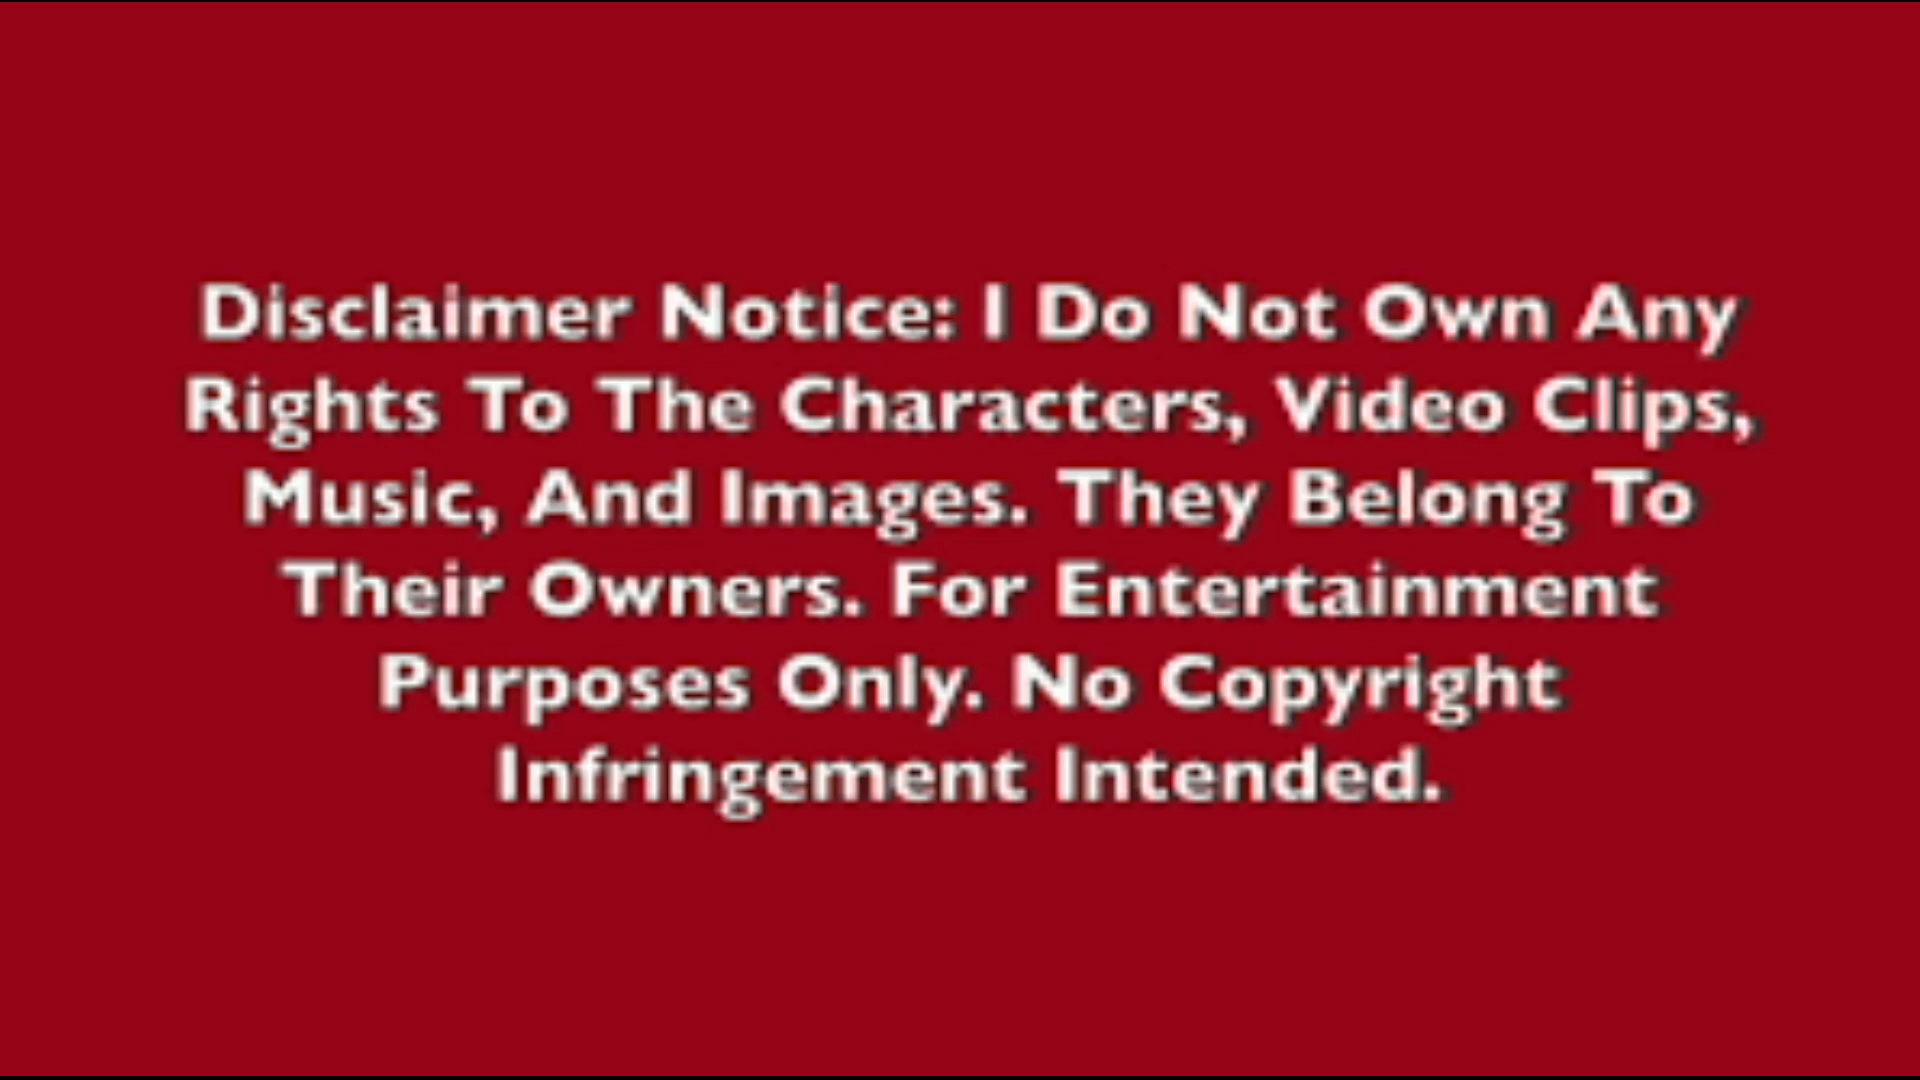 Disclaimer Notice: I Do Not Own Any
Rights To The Characters, Video Clips,
Music, And Images. They Belong To
Their Owners. For Entertainment
Purposes Only. No Copyright
Infringement Intended.